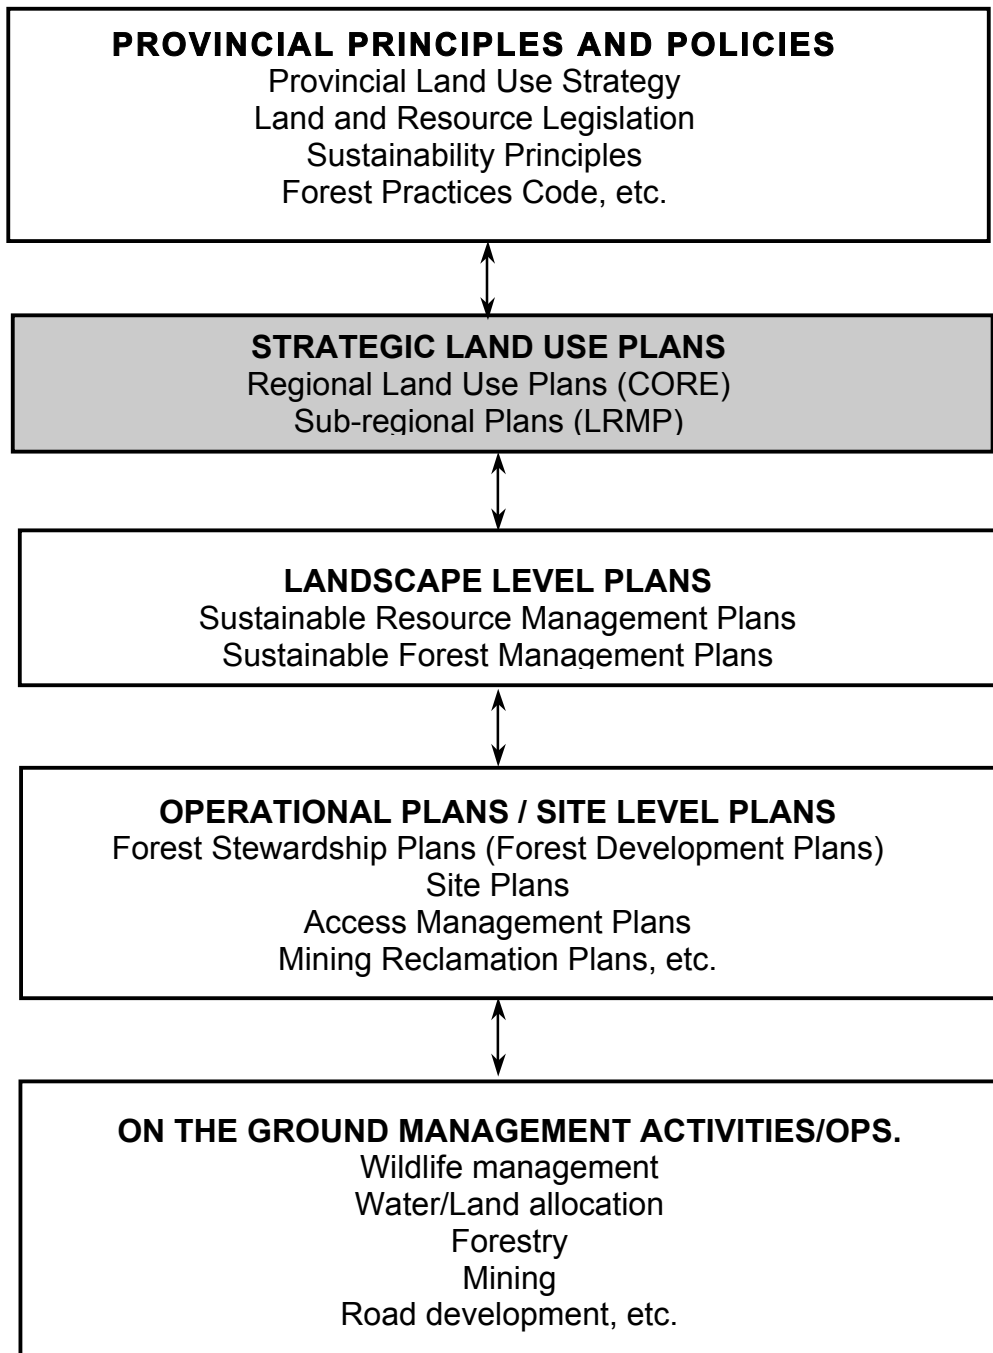 PROVINCIAL PRINCIPLES AND POLICIES
Provincial Land Use Strategy
Land and Resource Legislation
Sustainability Principles
Forest Practices Code, etc.
STRATEGIC LAND USE PLANS
Regional Land Use Plans (CORE)
Sub-regional Plans (LRMP)
LANDSCAPE LEVEL PLANS
Sustainable Resource Management Plans
Sustainable Forest Management Plans
OPERATIONAL PLANS / SITE LEVEL PLANS
Forest Stewardship Plans (Forest Development Plans)
Site Plans
Access Management Plans
Mining Reclamation Plans, etc.
ON THE GROUND MANAGEMENT ACTIVITIES/OPS.
Wildlife management
Water/Land allocation
Forestry
Mining
Road development, etc.